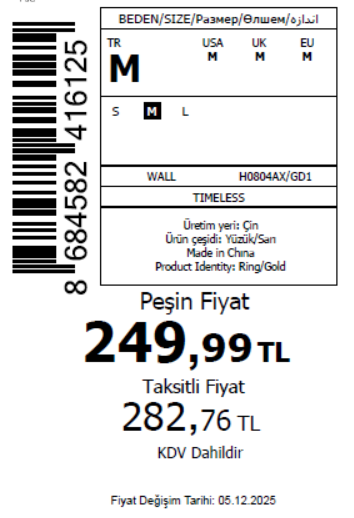 BEDEN/SIZE/Размер/Өлшем/اندازه
TR USA UK EU
M M M M
S M L
WALL H0804AX/GD1
TIMELESS
Üretim yeri: Çin
Ürün çeşidi: Yüzük/Sarı
Made in China
Product Identity: Ring/Gold
8 684582 416125
Peşin Fiyat
249,99 TL
Taksitli Fiyat
282,76 TL
KDV Dahildir
Fiyat Değişim Tarihi: 05.12.2025